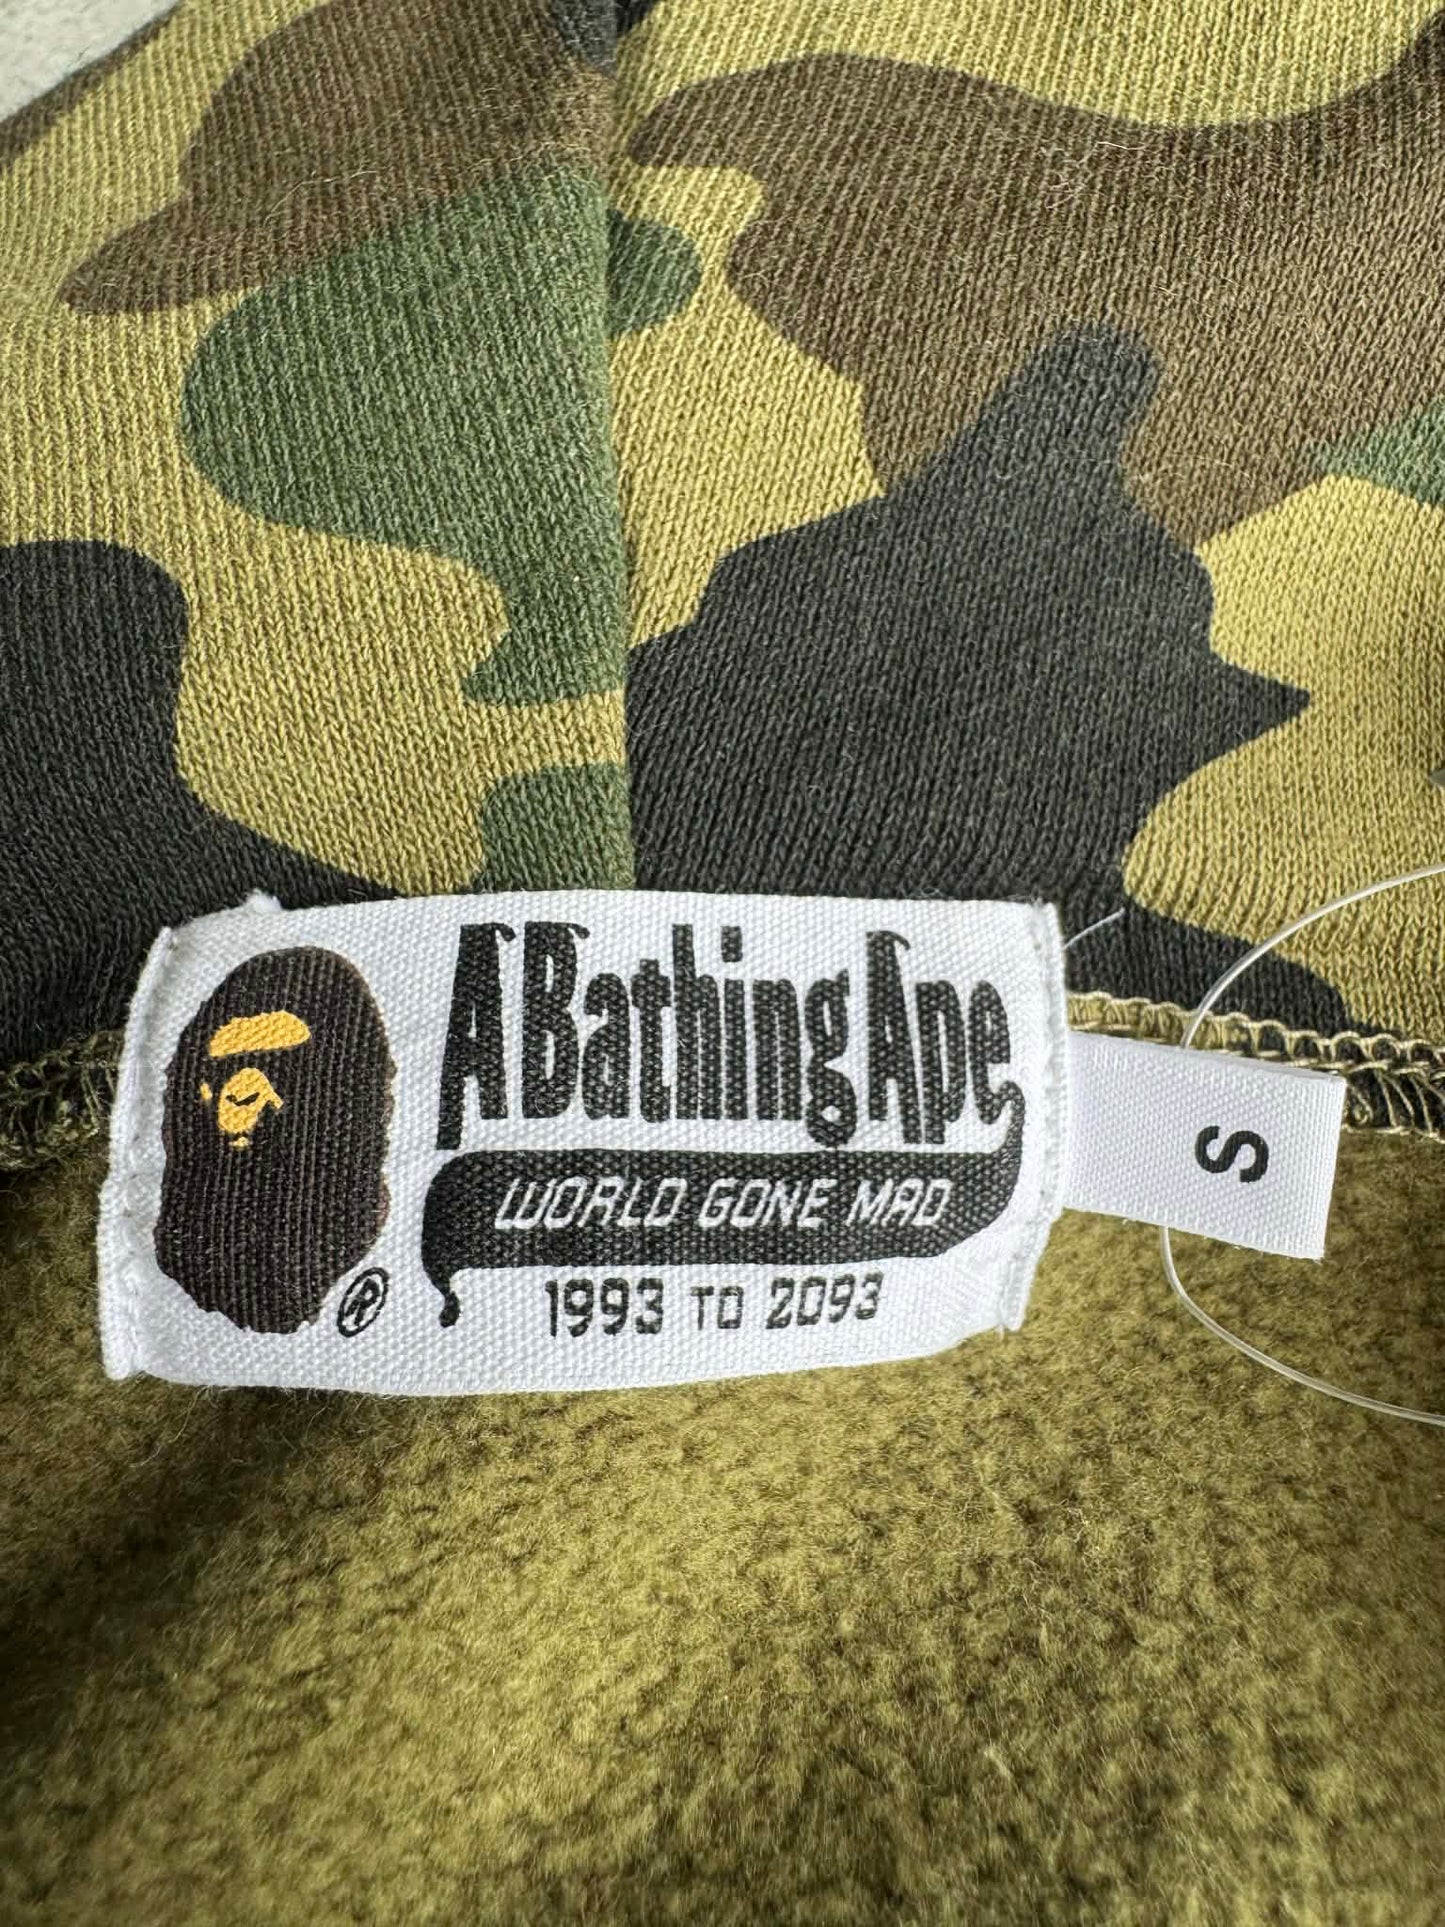 A Bathing Ape
WORLD GONE MAD
1993 TO 2093
®
S